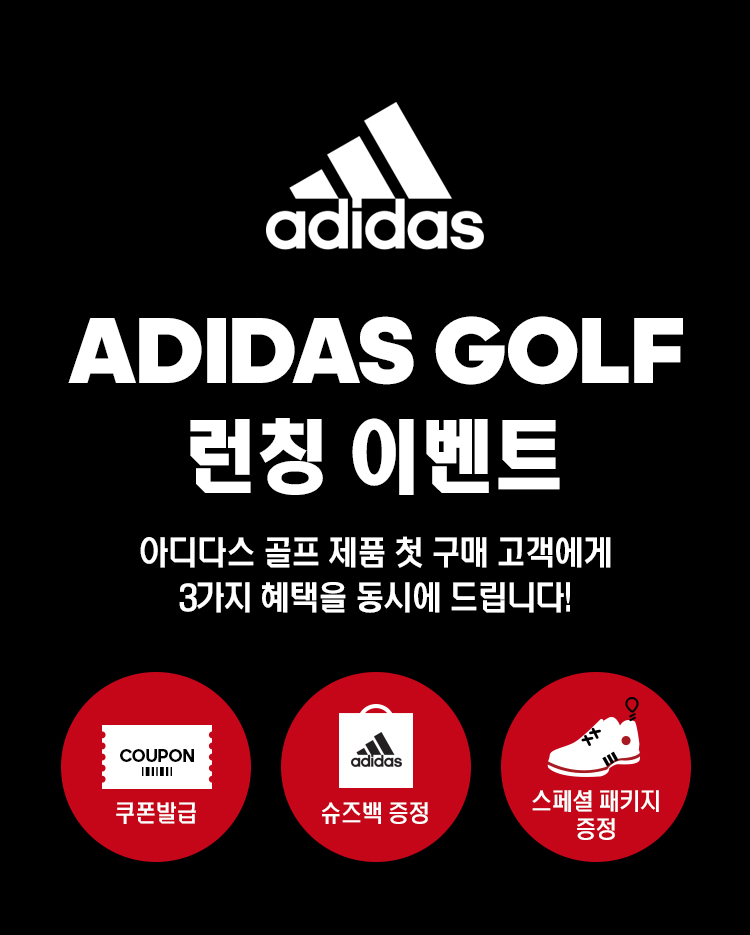 adidas
ADIDAS GOLF
런칭 이벤트
아디다스 골프 제품 첫 구매 고객에게
3가지 혜택을 동시에 드립니다!
COUPON
쿠폰발급
adidas
슈즈백 증정
스페셜 패키지
증정